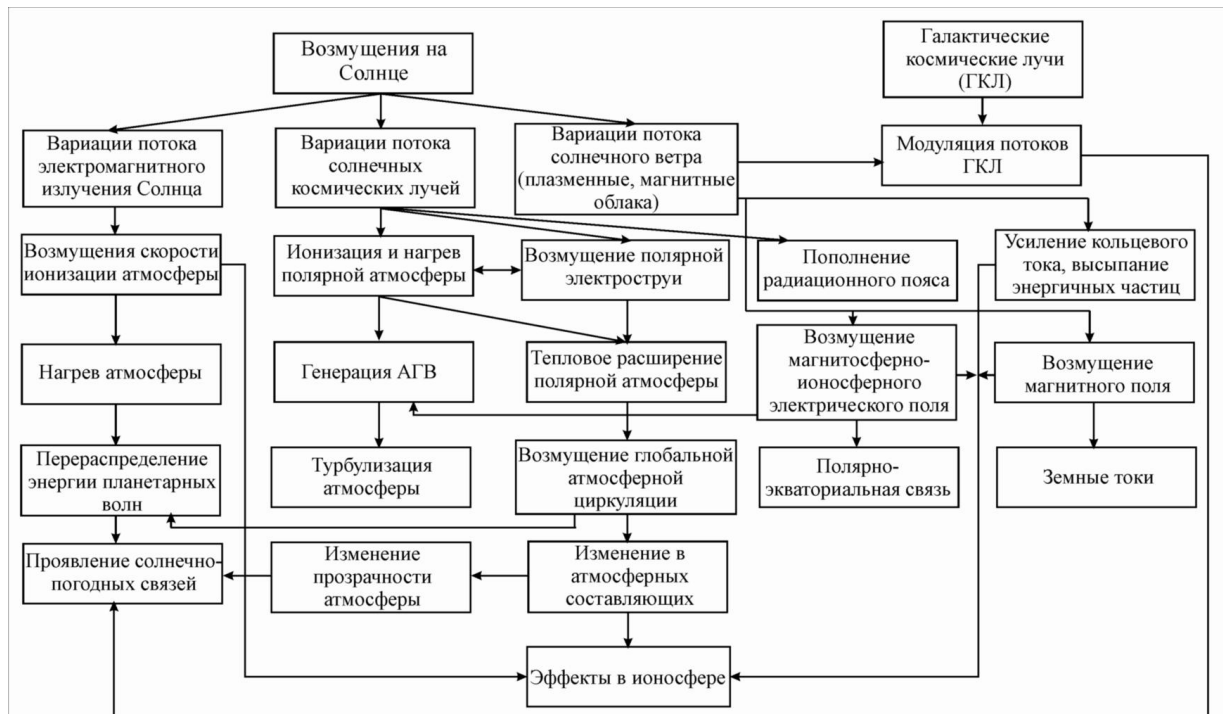 Возмущения на
Солнце
Галактические
космические лучи
(ГКЛ)
Вариации потока
электромагнитного
излучения Солнца
Вариации потока
солнечных
космических лучей
Вариации потока
солнечного ветра
(плазменные, магнитные
облака)
Модуляция потоков
ГКЛ
Возмущения скорости
ионизации атмосферы
Ионизация и нагрев
полярной атмосферы
Возмущение полярной
электроструи
Пополнение
радиационного пояса
Усиление кольцевого
тока, высыпание
энергичных частиц
Нагрев атмосферы
Генерация АГВ
Тепловое расширение
полярной атмосферы
Возмущение
магнитосферно-
ионосферного
электрического поля
Возмущение
магнитного поля
Перераспределение
энергии планетарных
волн
Турбулизация
атмосферы
Возмущение глобальной
атмосферной
циркуляции
Полярно-
экваториальная связь
Земные токи
Проявление солнечно-
погодных связей
Изменение
прозрачности
атмосферы
Изменение в
атмосферных
составляющих
Эффекты в ионосфере